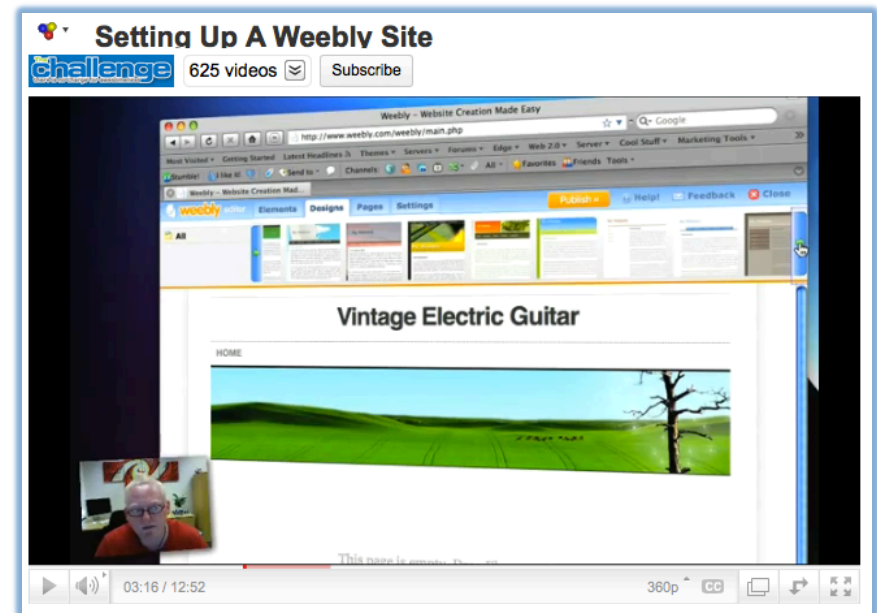 Setting Up A Weebly Site
Challenge
625 videos
Subscribe
Weebly – Website Creation Made Easy
http://www.weebly.com/weebly/main.php
Google
Most Visited Getting Started Latest Headlines Themes Servers Forums Edge Web 2.0 Server Cool Stuff Marketing Tools
Stumble! I like it! Send to Channels: All Favorites Friends Tools
Weebly – Website Creation Mad...
weebly editor Elements Designs Pages Settings Publish Help! Feedback Close
All
Vintage Electric Guitar
HOME
This page is empty.
03:16 / 12:52
360p
CC